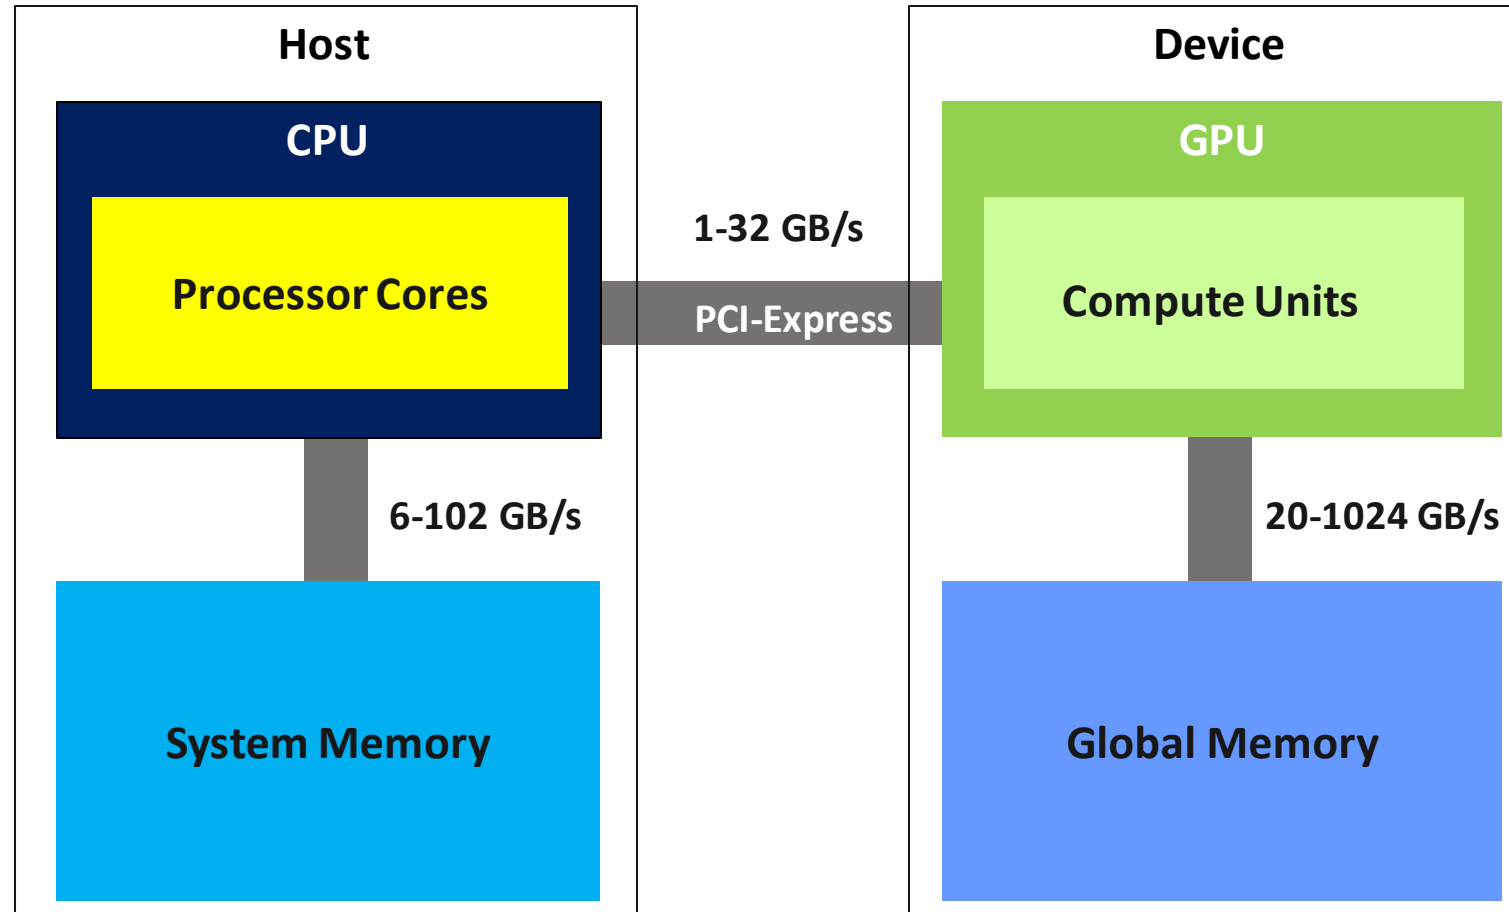 Host
CPU
Processor Cores
6-102 GB/s
System Memory
1-32 GB/s
PCI-Express
Device
GPU
Compute Units
20-1024 GB/s
Global Memory